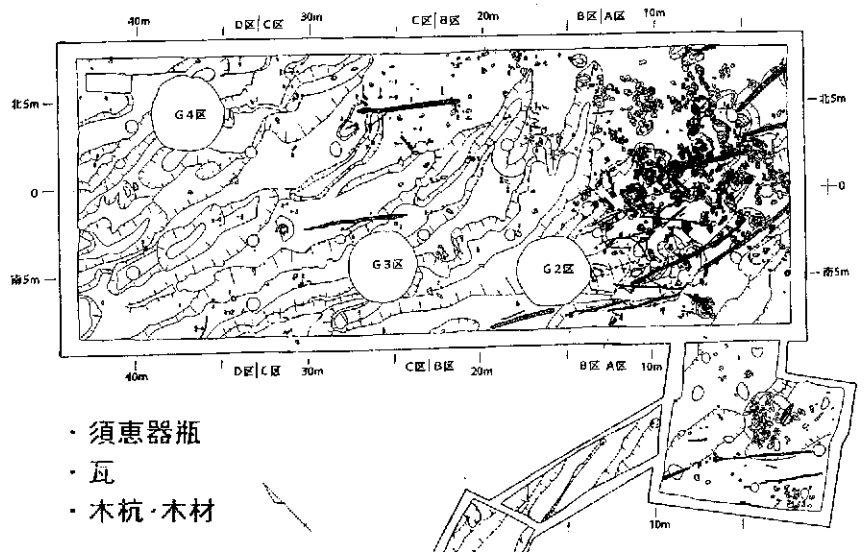 40m D区|C区 30m C区|B区 20m B区|A区 10m
北5m 北5m
G4区
0 0
G3区 G2区
南5m 南5m
40m D区|C区 30m C区|B区 20m B区|A区 10m
・須恵器瓶
・瓦
・木杭・木材
10m